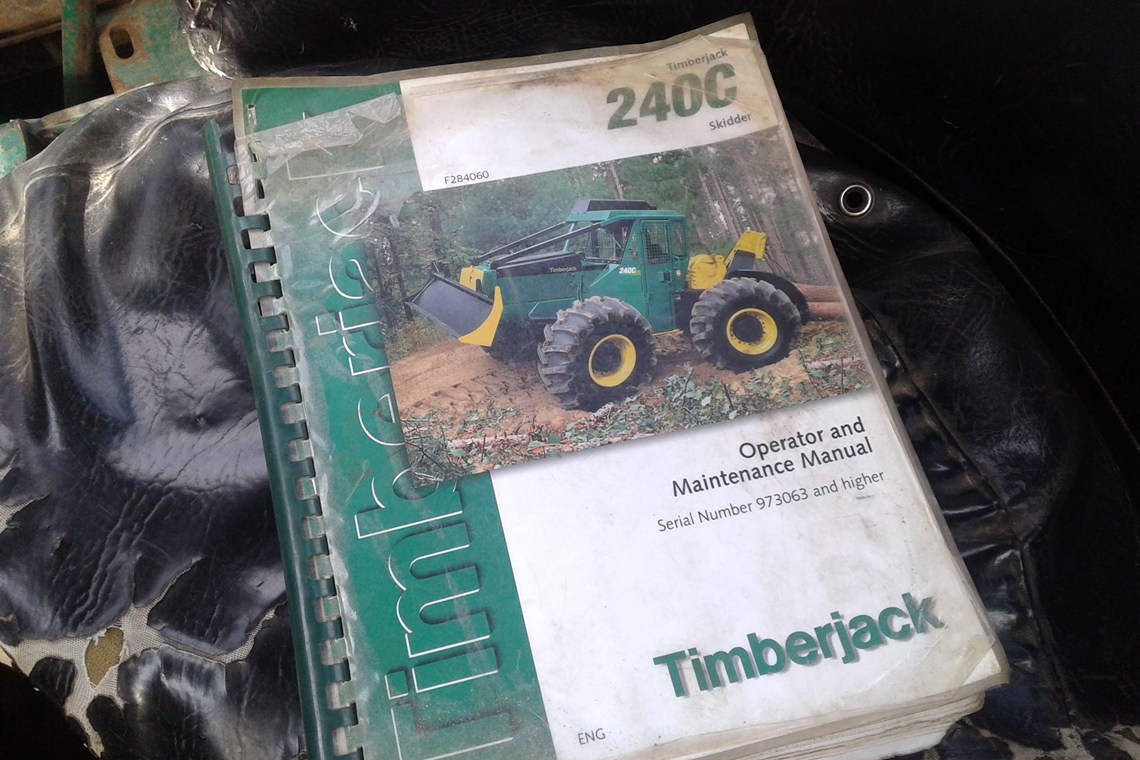 Timberjack
240C
Skidder
F284060
Timberjack
240C
Operator and
Maintenance Manual
Serial Number 973063 and higher
Timberjack
ENG